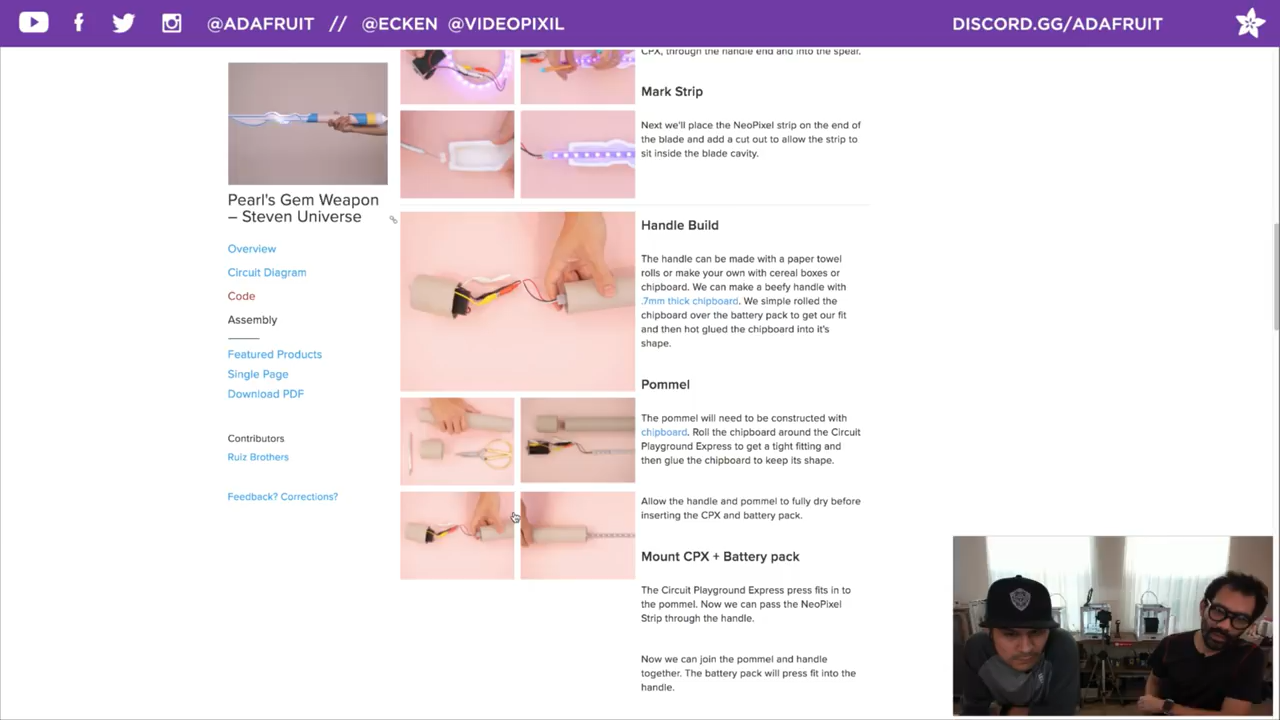 @ADAFRUIT // @ECKEN @VIDEOPIXIL
DISCORD.GG/ADAFRUIT
Pearl's Gem Weapon
– Steven Universe
Overview
Circuit Diagram
Code
Assembly
Featured Products
Single Page
Download PDF
Contributors
Ruiz Brothers
Feedback? Corrections?
CPX, through the handle end and into the spear.
Mark Strip
Next we'll place the NeoPixel strip on the end of
the blade and add a cut out to allow the strip to
sit inside the blade cavity.
Handle Build
The handle can be made with a paper towel
rolls or make your own with cereal boxes or
chipboard. We can make a beefy handle with
.7mm thick chipboard. We simple rolled the
chipboard over the battery pack to get our fit
and then hot glued the chipboard into it's
shape.
Pommel
The pommel will need to be constructed with
chipboard. Roll the chipboard around the Circuit
Playground Express to get a tight fitting and
then glue the chipboard to keep its shape.
Allow the handle and pommel to fully dry before
inserting the CPX and battery pack.
Mount CPX + Battery pack
The Circuit Playground Express press fits in to
the pommel. Now we can pass the NeoPixel
Strip through the handle.
Now we can join the pommel and handle
together. The battery pack will press fit into the
handle.